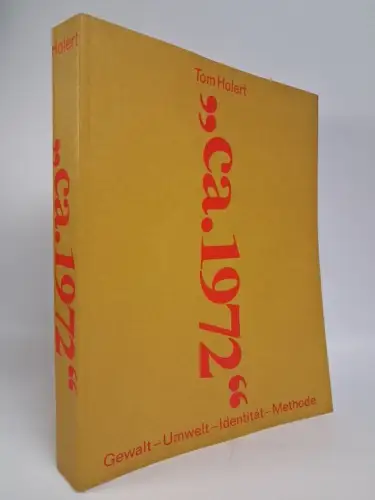 Holert
„ca.1972“
Tom Holert
„ca.1972“
Gewalt – Umwelt – Identität – Methode